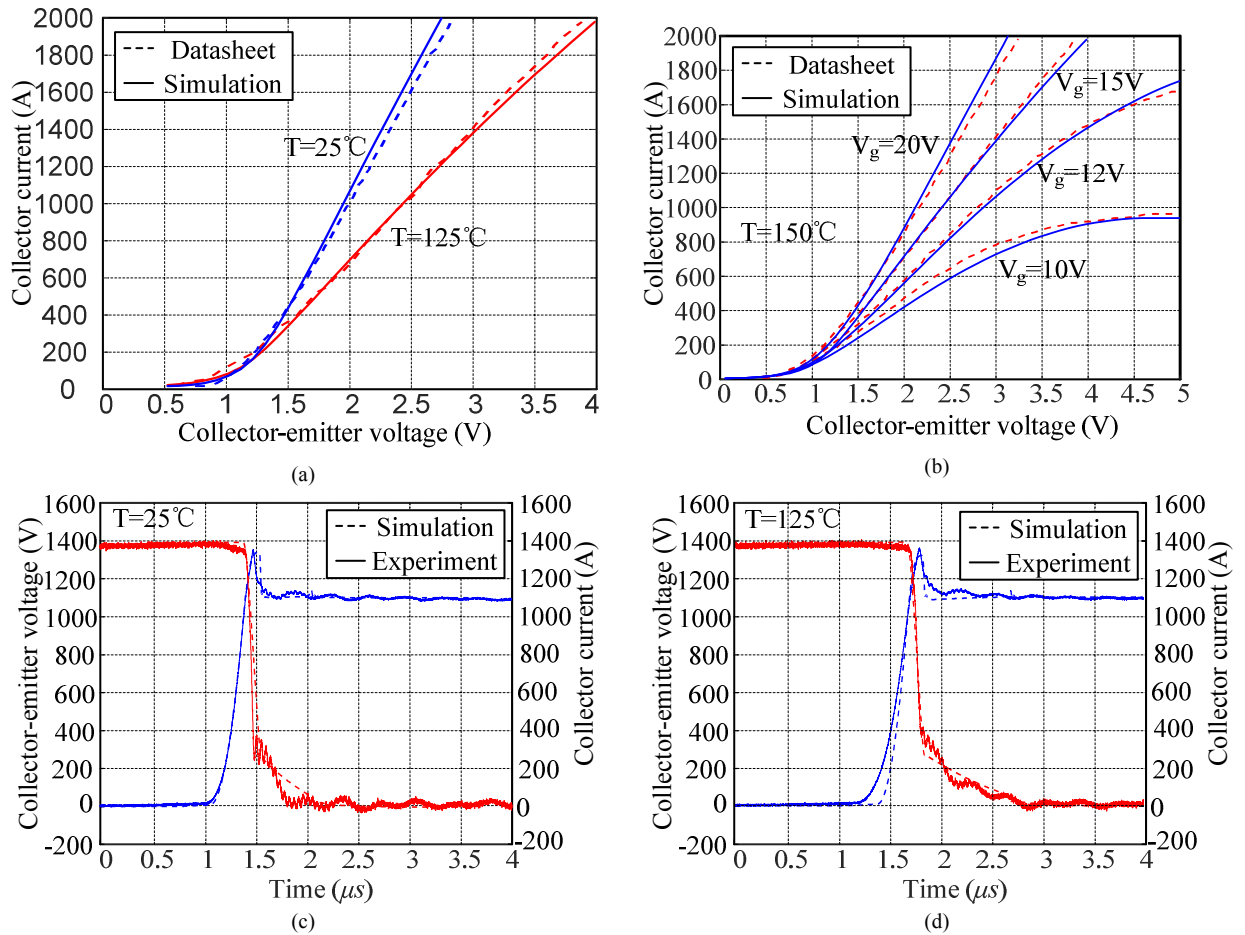 2000
1800
1600
1400
1200
1000
800
600
400
200
0
Collector current (A)
Datasheet
Simulation
T=25℃
T=125℃
0 0.5 1 1.5 2 2.5 3 3.5 4
Collector-emitter voltage (V)
(a)
2000
1800
1600
1400
1200
1000
800
600
400
200
0
Collector current (A)
Datasheet
Simulation
Vg=15V
Vg=20V
Vg=12V
T=150℃
Vg=10V
0 0.5 1 1.5 2 2.5 3 3.5 4 4.5 5
Collector-emitter voltage (V)
(b)
1600
1400
1200
1000
800
600
400
200
0
-200
Collector-emitter voltage (V)
T=25℃
Simulation
Experiment
1600
1400
1200
1000
800
600
400
200
0
-200
Collector current (A)
0 0.5 1 1.5 2 2.5 3 3.5 4
Time (μs)
(c)
1600
1400
1200
1000
800
600
400
200
0
-200
Collector-emitter voltage (V)
T=125℃
Simulation
Experiment
1600
1400
1200
1000
800
600
400
200
0
-200
Collector current (A)
0 0.5 1 1.5 2 2.5 3 3.5 4
Time (μs)
(d)